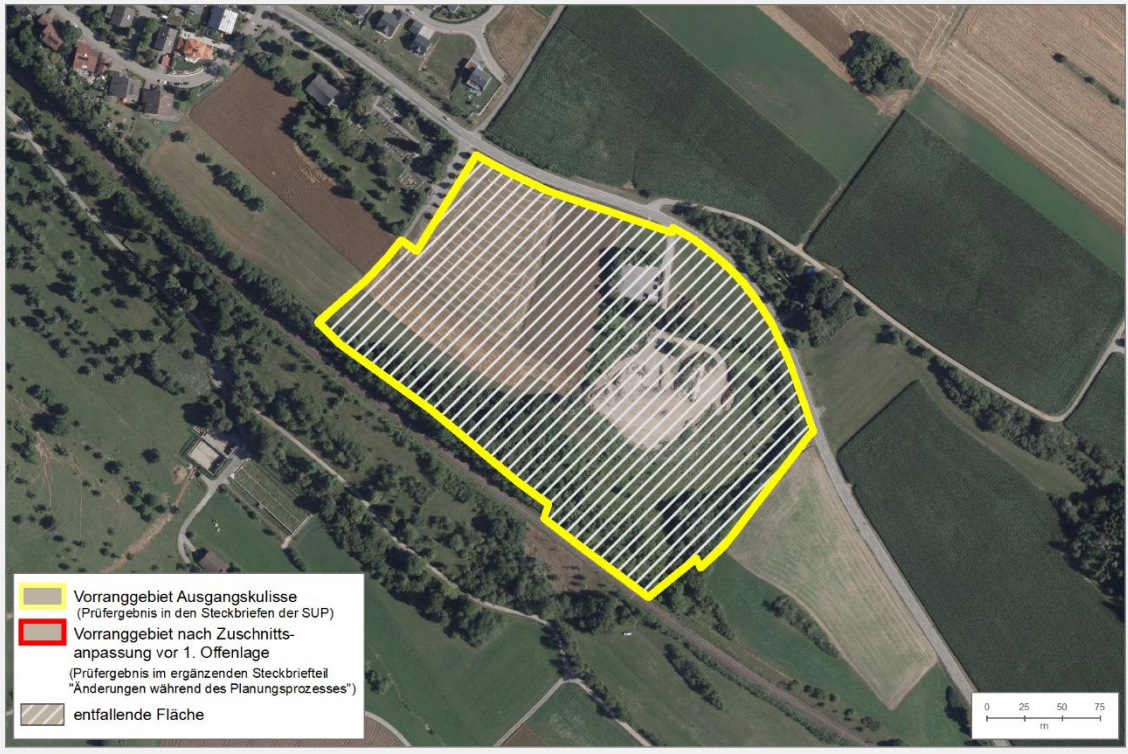 Vorranggebiet Ausgangskulisse
(Prüfergebnis in den Steckbriefen der SUP)
Vorranggebiet nach Zuschnitts-
anpassung vor 1. Offenlage
(Prüfergebnis im ergänzenden Steckbriefteil
"Änderungen während des Planungsprozesses")
entfallende Fläche
0 25 50 75
m